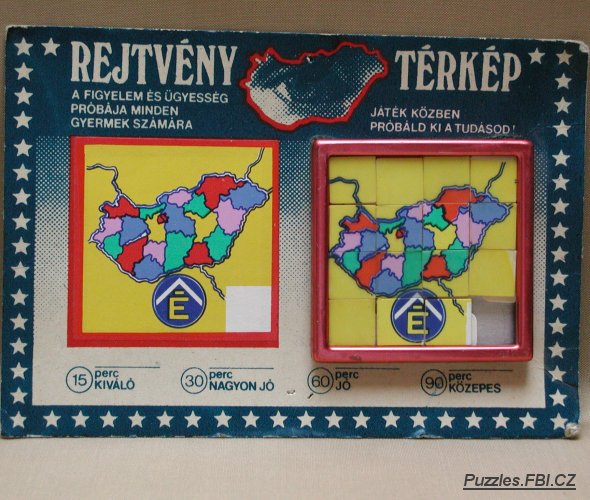 REJTVÉNY
TÉRKÉP
A FIGYELEM ÉS ÜGYESSÉG
PRÓBÁJA MINDEN
GYERMEK SZÁMÁRA
JÁTÉK KÖZBEN
PRÓBÁLD KI A TUDÁSOD!
É
É
15 perc
KIVÁLÓ
30 perc
NAGYON JÓ
60 perc
JÓ
90 perc
KÖZEPES
Puzzles.FBI.CZ